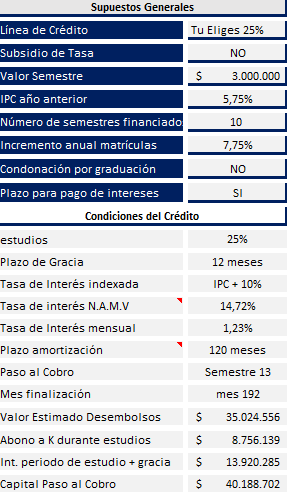 Supuestos Generales
Línea de Crédito Tu Eliges 25%
Subsidio de Tasa NO
Valor Semestre $ 3.000.000
IPC año anterior 5,75%
Número de semestres financiado 10
Incremento anual matrículas 7,75%
Condonación por graduación NO
Plazo para pago de intereses SI
Condiciones del Crédito
estudios 25%
Plazo de Gracia 12 meses
Tasa de Interés indexada IPC + 10%
Tasa de interés N.A.M.V 14,72%
Tasa de Interés mensual 1,23%
Plazo amortización 120 meses
Paso al Cobro Semestre 13
Mes finalización mes 192
Valor Estimado Desembolsos $ 35.024.556
Abono a K durante estudios $ 8.756.139
Int. periodo de estudio + gracia $ 13.920.285
Capital Paso al Cobro $ 40.188.702